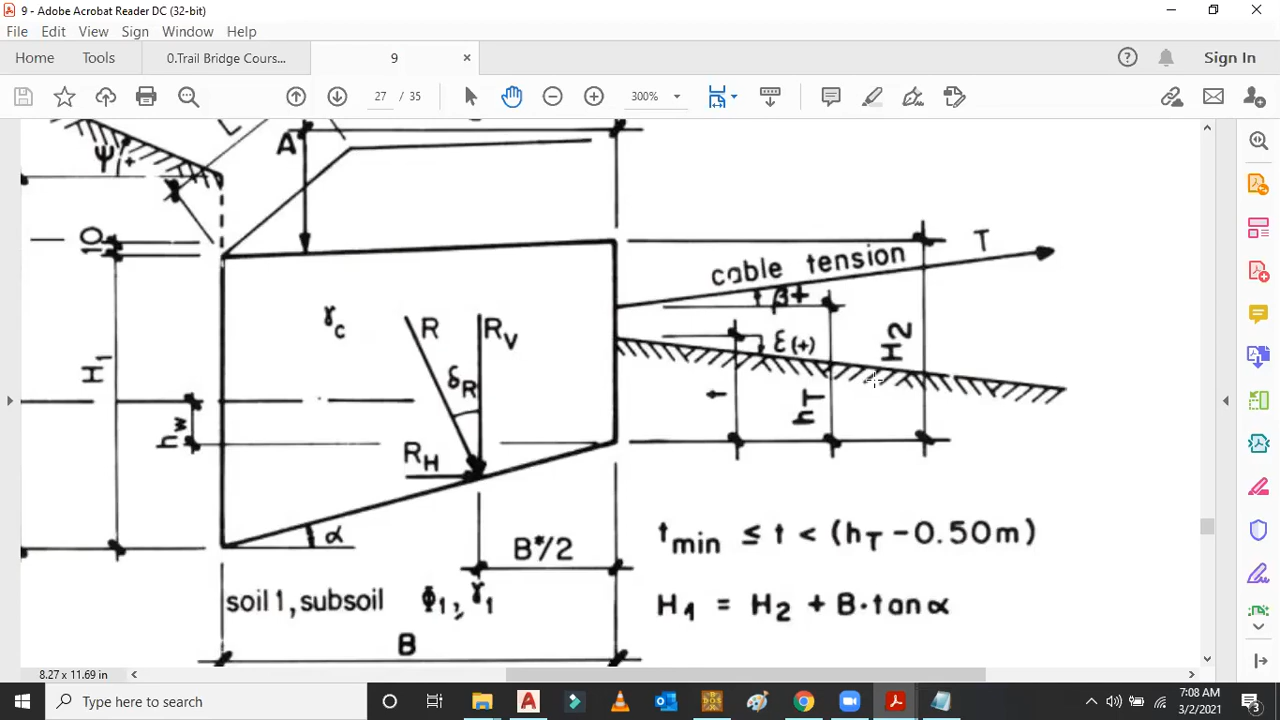 9 - Adobe Acrobat Reader DC (32-bit)
File Edit View Sign Window Help
Home Tools 0.Trail Bridge Cours... 9 × Sign In
27 / 35 300%
ψ +
L
A
10
H1
hw
γc
R
RV
δR
RH
α
cable tension T
β+
ε(+)
t
hT
H2
B*/2
tmin ≤ t < (hT - 0.50m)
H1 = H2 + B·tanα
soil 1, subsoil Φ1, γ1
B
8.27 x 11.69 in
Type here to search
7:08 AM
3/2/2021
3